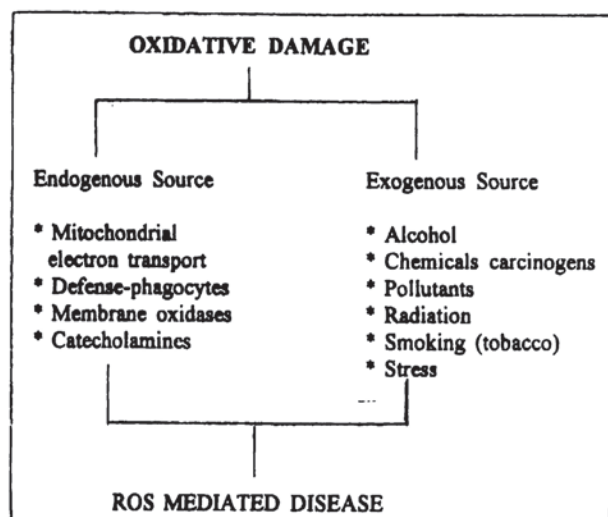 OXIDATIVE DAMAGE
Endogenous Source
* Mitochondrial
electron transport
* Defense-phagocytes
* Membrane oxidases
* Catecholamines
Exogenous Source
* Alcohol
* Chemicals carcinogens
* Pollutants
* Radiation
* Smoking (tobacco)
* Stress
ROS MEDIATED DISEASE